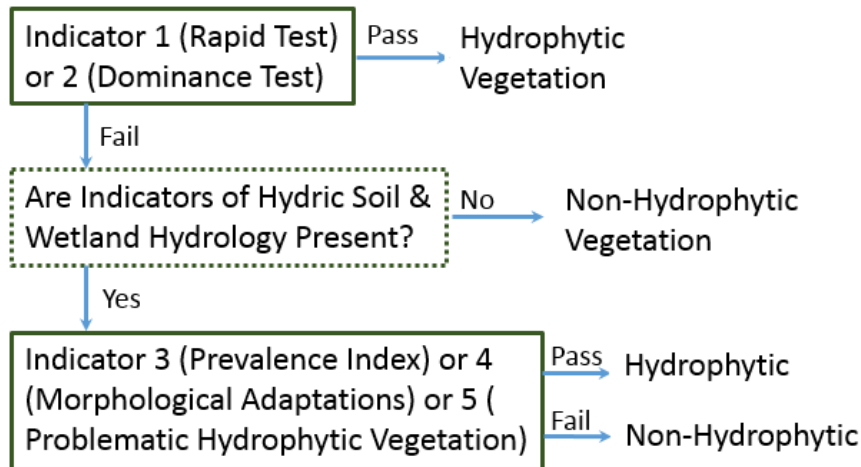 Indicator 1 (Rapid Test)
or 2 (Dominance Test)
Pass
Hydrophytic
Vegetation
Fail
Are Indicators of Hydric Soil &
Wetland Hydrology Present?
No
Non-Hydrophytic
Vegetation
Yes
Indicator 3 (Prevalence Index) or 4
(Morphological Adaptations) or 5 (
Problematic Hydrophytic Vegetation)
Pass
Hydrophytic
Fail
Non-Hydrophytic